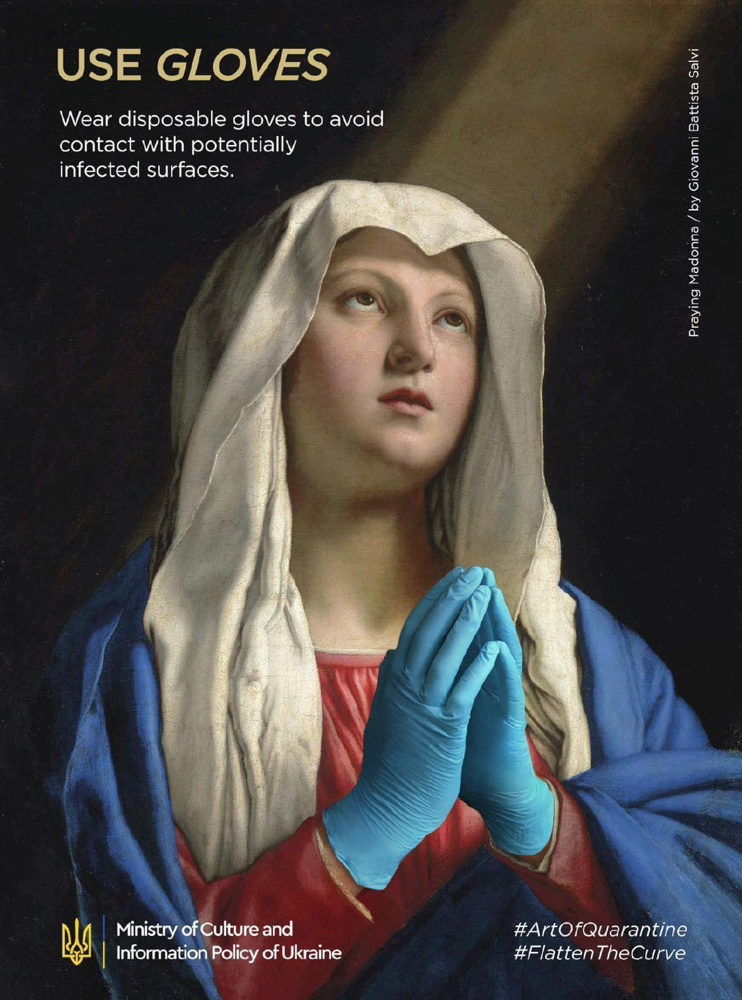 USE GLOVES
Wear disposable gloves to avoid
contact with potentially
infected surfaces.
Praying Madonna / by Giovanni Battista Salvi
Ministry of Culture and
Information Policy of Ukraine
#ArtOfQuarantine
#FlattenTheCurve